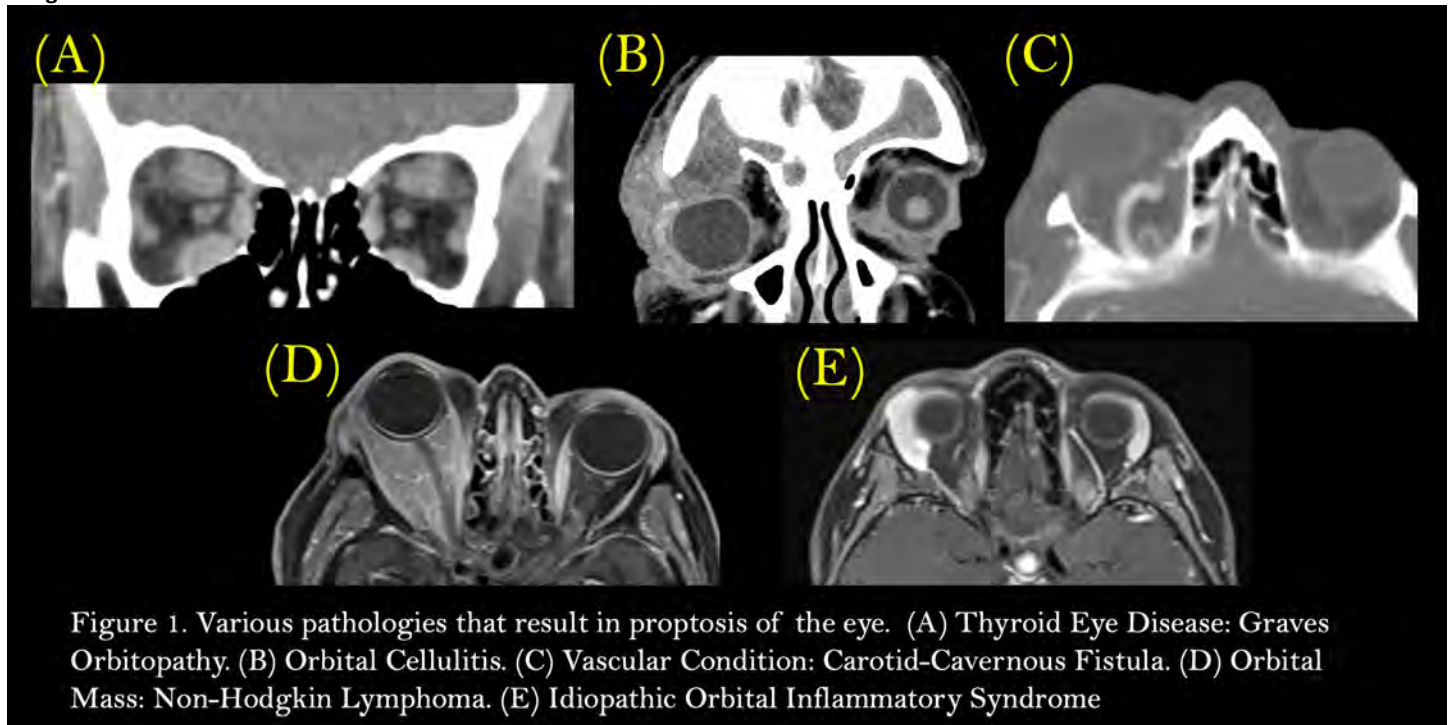 (A)
(B)
(C)
(D)
(E)
Figure 1. Various pathologies that result in proptosis of the eye. (A) Thyroid Eye Disease: Graves
Orbitopathy. (B) Orbital Cellulitis. (C) Vascular Condition: Carotid-Cavernous Fistula. (D) Orbital
Mass: Non-Hodgkin Lymphoma. (E) Idiopathic Orbital Inflammatory Syndrome